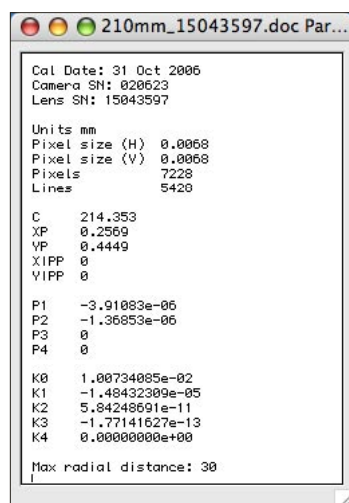 210mm_15043597.doc Par...
Cal Date: 31 Oct 2006
Camera SN: 020623
Lens SN: 15043597
Units mm
Pixel size (H) 0.0068
Pixel size (V) 0.0068
Pixels 7228
Lines 5428
C 214.353
XP 0.2569
YP 0.4449
XIPP 0
YIPP 0
P1 -3.91083e-06
P2 -1.36853e-06
P3 0
P4 0
K0 1.00734085e-02
K1 -1.48432309e-05
K2 5.84248691e-11
K3 -1.77141627e-13
K4 0.00000000e+00
Max radial distance: 30